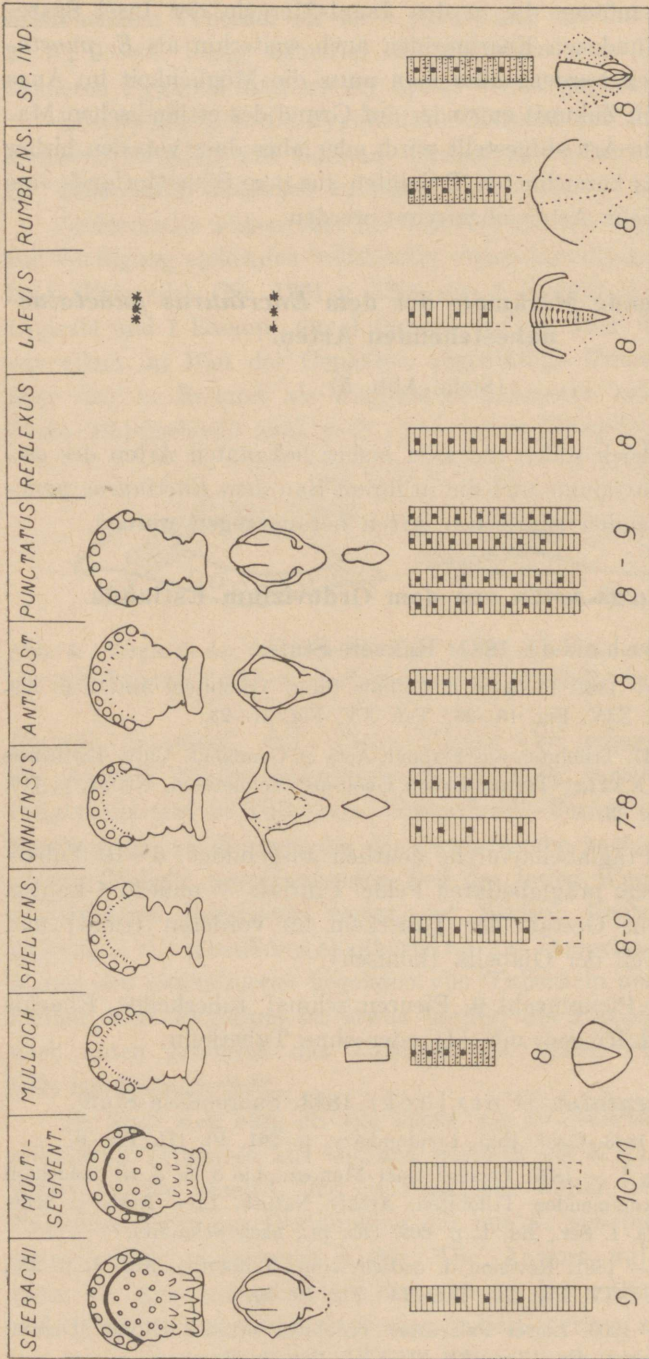 SEEBACHI
MULTI-
SEGMENT.
MULLOCH.
SHELVENS.
ONNIENSIS
ANTICOST.
PUNCTATUS
REFLEXUS
LAEVIS
RUMBAENS.
SP. IND.
9
10-11
8
8-9
7-8
8
8 - 9
8
8
8
8